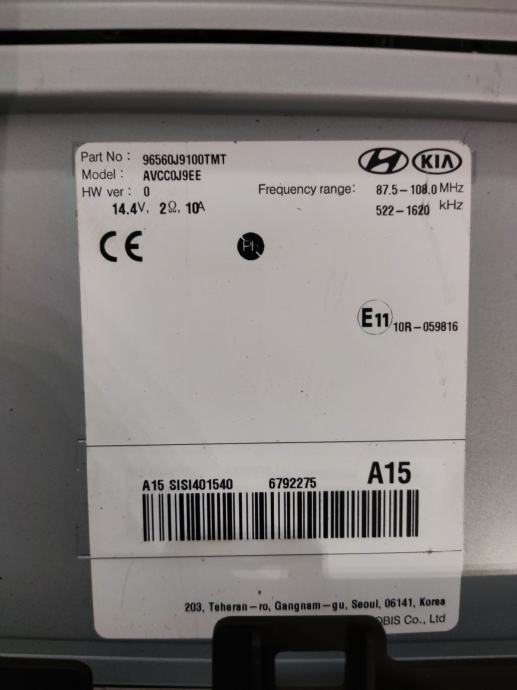 Part No : 96560J9100TMT
Model : AVCC0J9EE
HW ver : 0
14.4V, 2Ω, 10A
HYUNDAI KIA
Frequency range: 87.5-108.0 MHz
522-1620 kHz
CE
E11 10R-059816
A15 SISI401540 6792275 A15
203, Teheran-ro, Gangnam-gu, Seoul, 06141, Korea
OBIS Co., Ltd